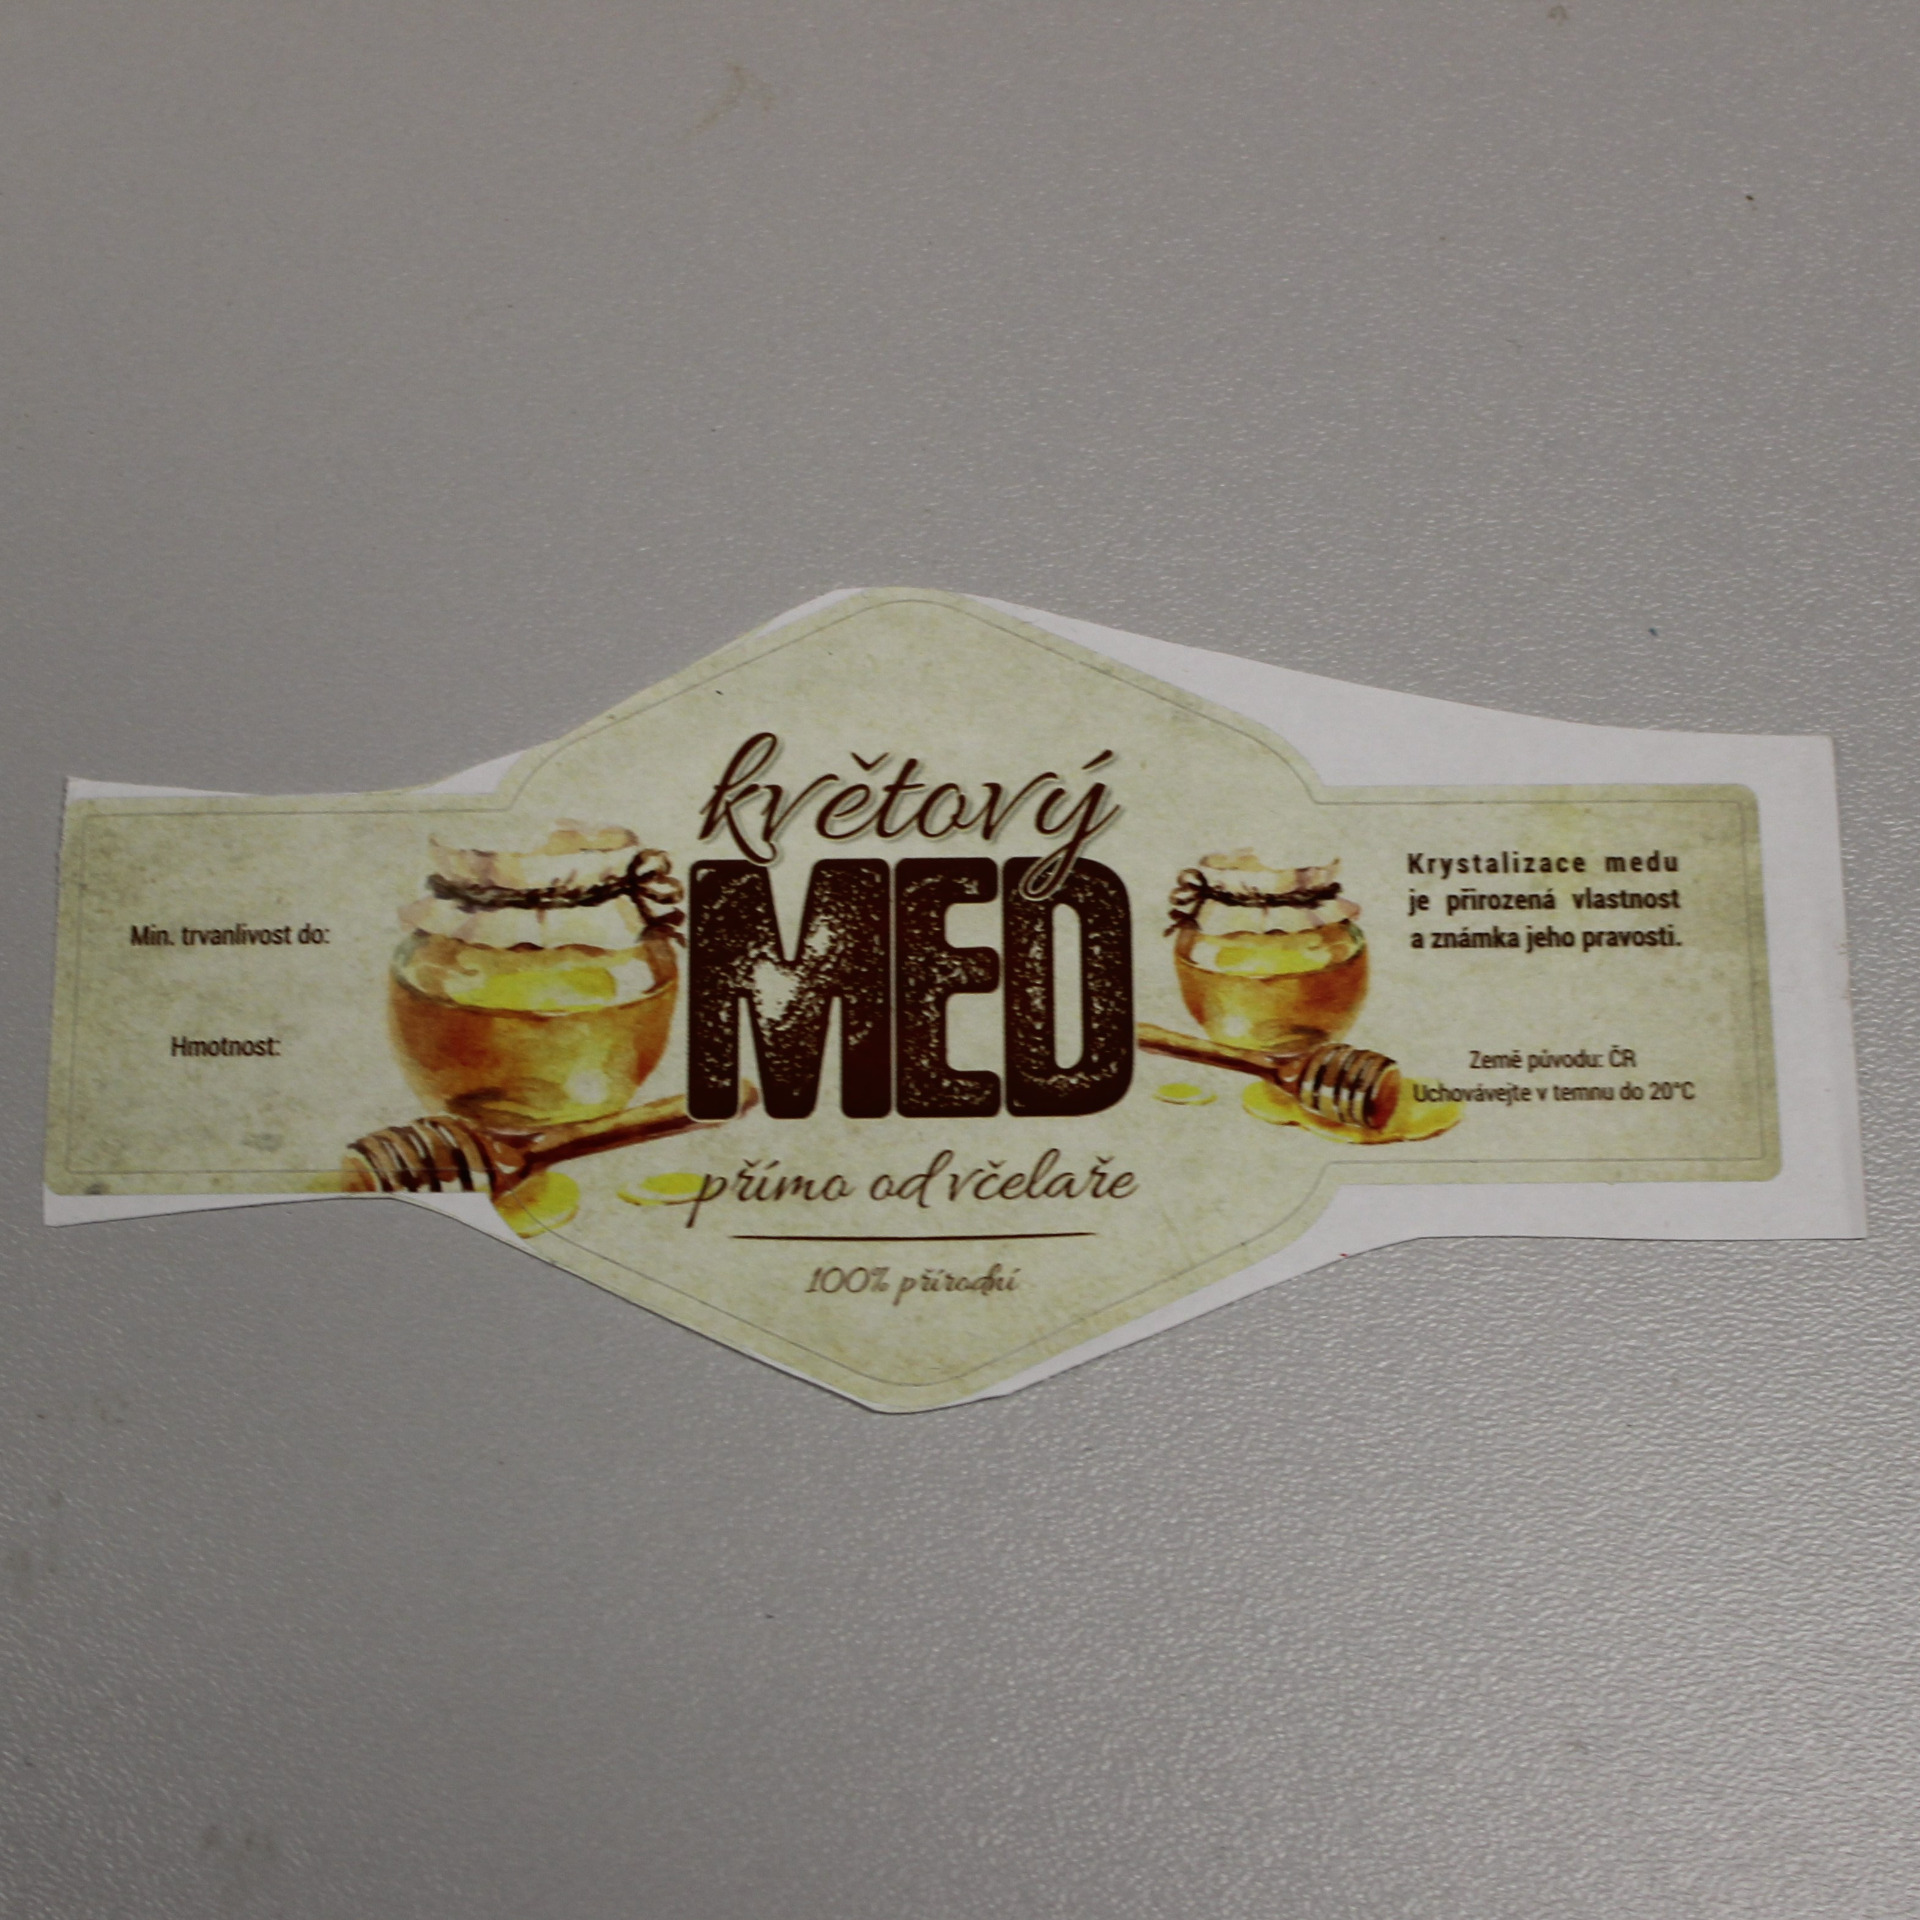 Min. trvanlivost do:
Hmotnost:
květový
MED
přímo od včelaře
100% přírodní
Krystalizace medu
je přirozená vlastnost
a známka jeho pravosti.
Země původu: ČR
Uchovávejte v temnu do 20°C